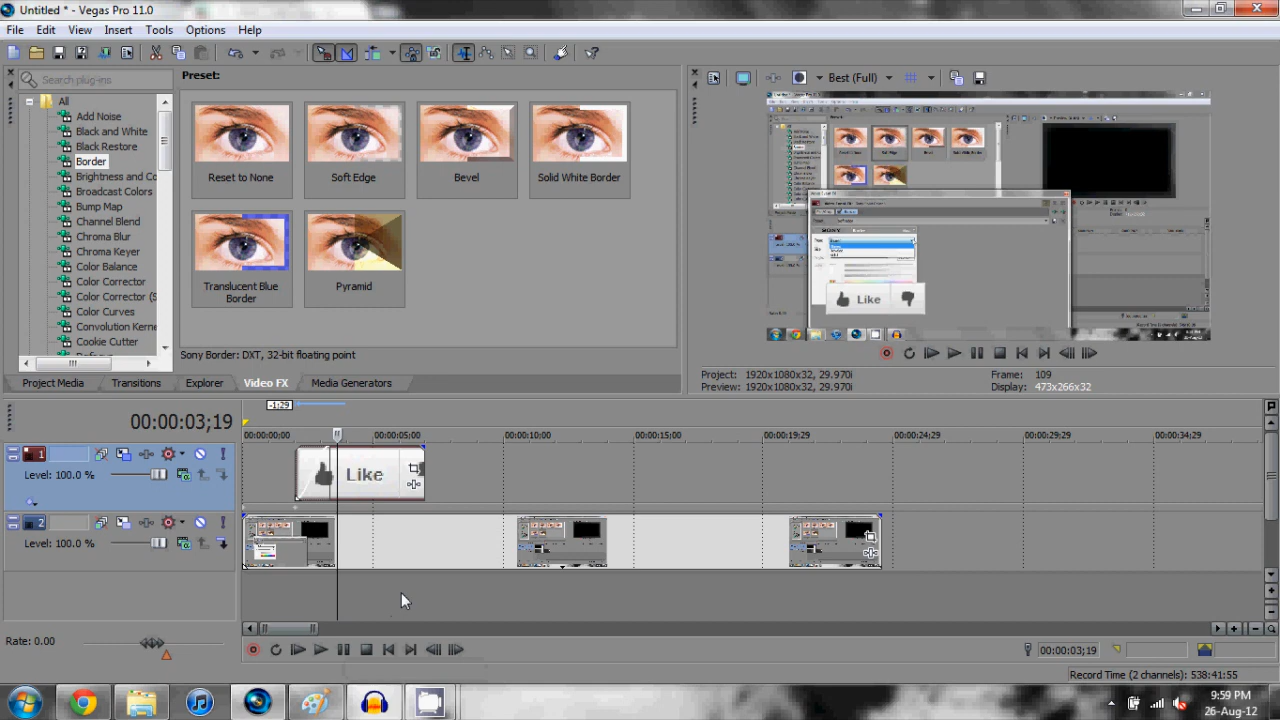 Untitled * - Vegas Pro 11.0
File Edit View Insert Tools Options Help
Search plug-ins
Preset:
Best (Full)
All
Add Noise
Black and White
Black Restore
Border
Brightness and Co
Broadcast Colors
Bump Map
Channel Blend
Chroma Blur
Chroma Keyer
Color Balance
Color Corrector
Color Corrector (S
Color Curves
Convolution Kerne
Cookie Cutter
Reset to None
Soft Edge
Bevel
Solid White Border
Translucent Blue
Border
Pyramid
Sony Border: DXT, 32-bit floating point
Like
Project Media Transitions Explorer Video FX Media Generators
Project: 1920x1080x32, 29.970i
Preview: 1920x1080x32, 29.970i
Frame: 109
Display: 473x266x32
-1:29
00:00:03;19
00:00:00;00 00:00:05;00 00:00:10;00 00:00:15;00 00:00:19;29 00:00:24;29 00:00:29;29 00:00:34;29
1
Level: 100.0 %
Like
2
Level: 100.0 %
Rate: 0.00
00:00:03;19
Record Time (2 channels): 538:41:55
9:59 PM
26-Aug-12